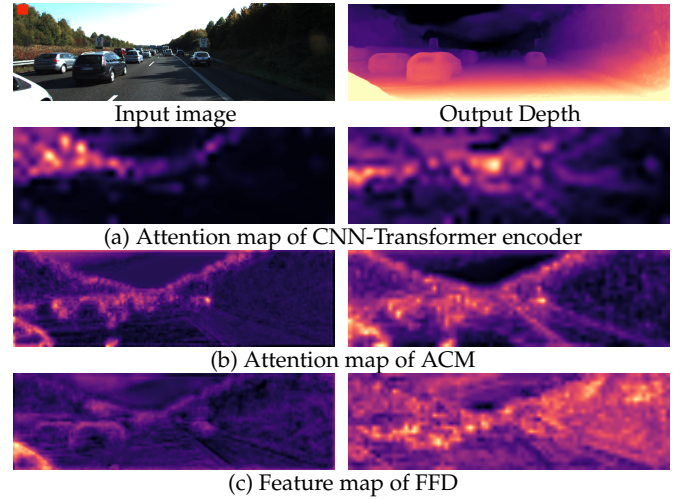 Input image
Output Depth
(a) Attention map of CNN-Transformer encoder
(b) Attention map of ACM
(c) Feature map of FFD